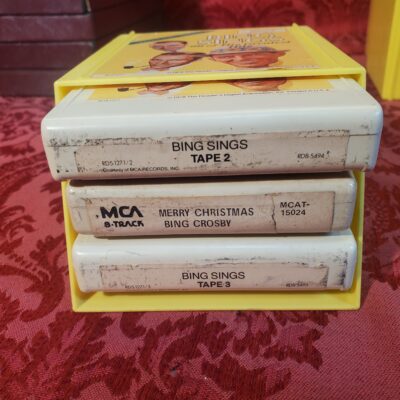 BING SINGS
TAPE 2
RDS 1271/2
Courtesy of MCA RECORDS, INC.
RD8-5494
MCA
8-TRACK
MERRY CHRISTMAS
BING CROSBY
MCAT-
15024
BING SINGS
TAPE 3